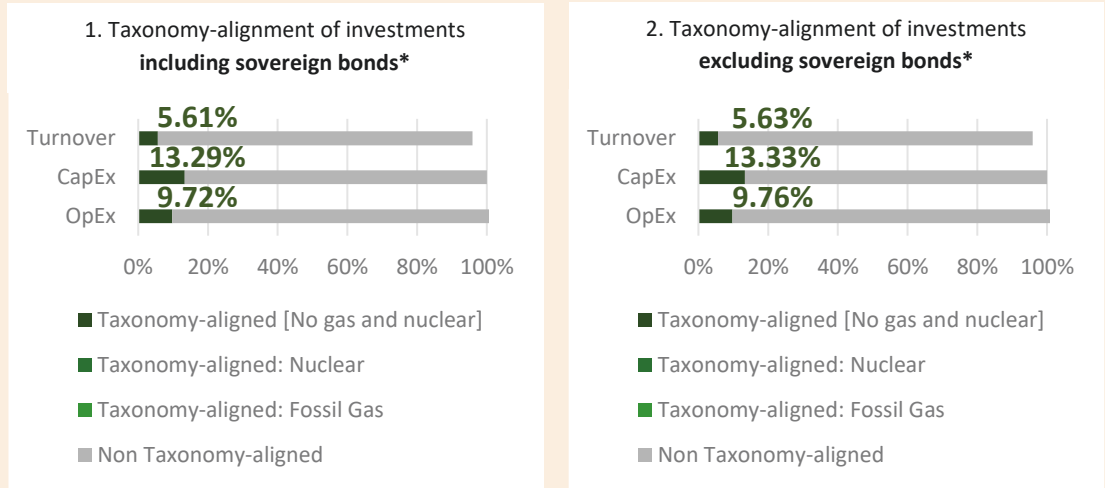 1. Taxonomy-alignment of investments
including sovereign bonds*
5.61%
Turnover
13.29%
CapEx
9.72%
OpEx
0% 20% 40% 60% 80% 100%
Taxonomy-aligned [No gas and nuclear]
Taxonomy-aligned: Nuclear
Taxonomy-aligned: Fossil Gas
Non Taxonomy-aligned
2. Taxonomy-alignment of investments
excluding sovereign bonds*
5.63%
Turnover
13.33%
CapEx
9.76%
OpEx
0% 20% 40% 60% 80% 100%
Taxonomy-aligned [No gas and nuclear]
Taxonomy-aligned: Nuclear
Taxonomy-aligned: Fossil Gas
Non Taxonomy-aligned